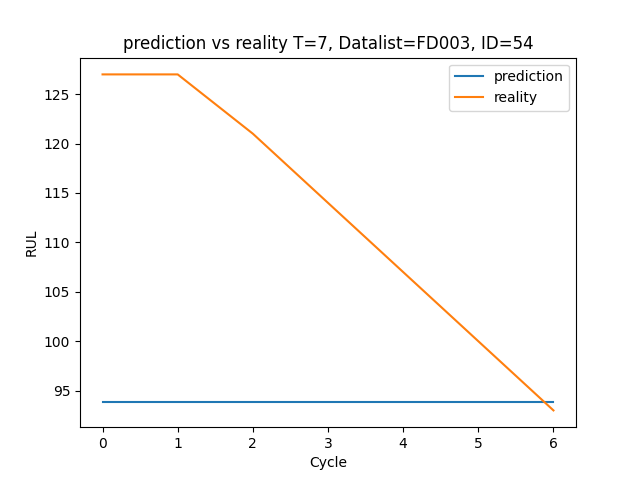 prediction vs reality T=7, Datalist=FD003, ID=54
prediction
reality
RUL
125
120
115
110
105
100
95
0 1 2 3 4 5 6
Cycle